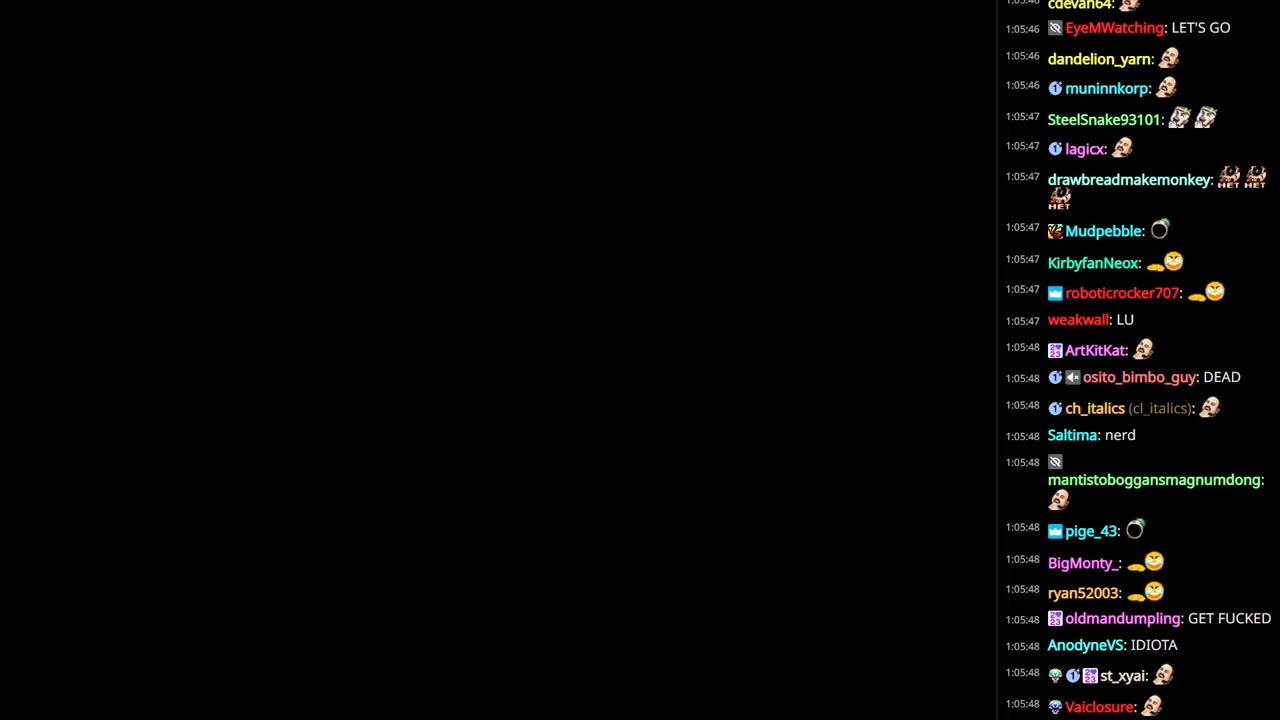 cdevan64:
1:05:46 EyeMWatching: LET'S GO
1:05:46 dandelion_yarn:
1:05:46 muninnkorp:
1:05:47 SteelSnake93101:
1:05:47 lagicx:
1:05:47 drawbreadmakemonkey: HET HET
HET
1:05:47 Mudpebble:
1:05:47 KirbyfanNeox:
1:05:47 roboticrocker707:
1:05:47 weakwall: LU
1:05:48 ArtKitKat:
1:05:48 osito_bimbo_guy: DEAD
1:05:48 ch_italics (cl_italics):
1:05:48 Saltima: nerd
1:05:48
mantistoboggansmagnumdong:
1:05:48 pige_43:
1:05:48 BigMonty_:
1:05:48 ryan52003:
1:05:48 oldmandumpling: GET FUCKED
1:05:48 AnodyneVS: IDIOTA
1:05:48 st_xyai:
1:05:48 Vaiclosure: